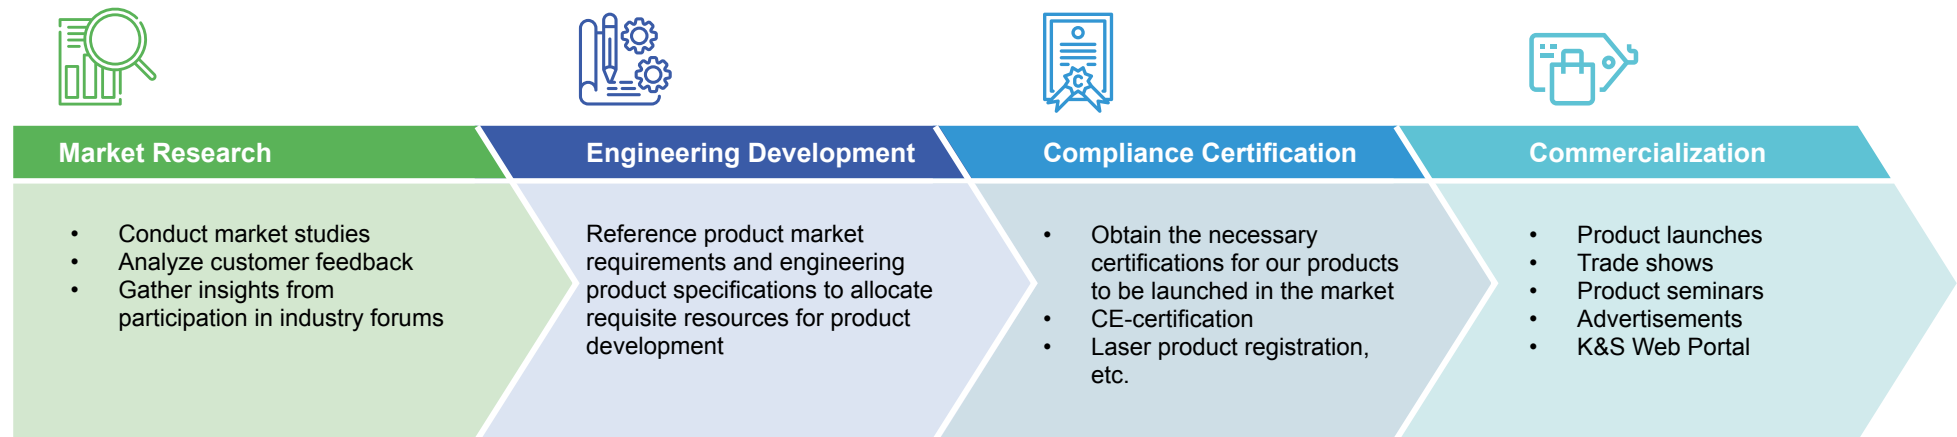 Market Research
• Conduct market studies
• Analyze customer feedback
• Gather insights from
participation in industry forums
Engineering Development
Reference product market
requirements and engineering
product specifications to allocate
requisite resources for product
development
C
Compliance Certification
• Obtain the necessary
certifications for our products
to be launched in the market
• CE-certification
• Laser product registration,
etc.
Commercialization
• Product launches
• Trade shows
• Product seminars
• Advertisements
• K&S Web Portal